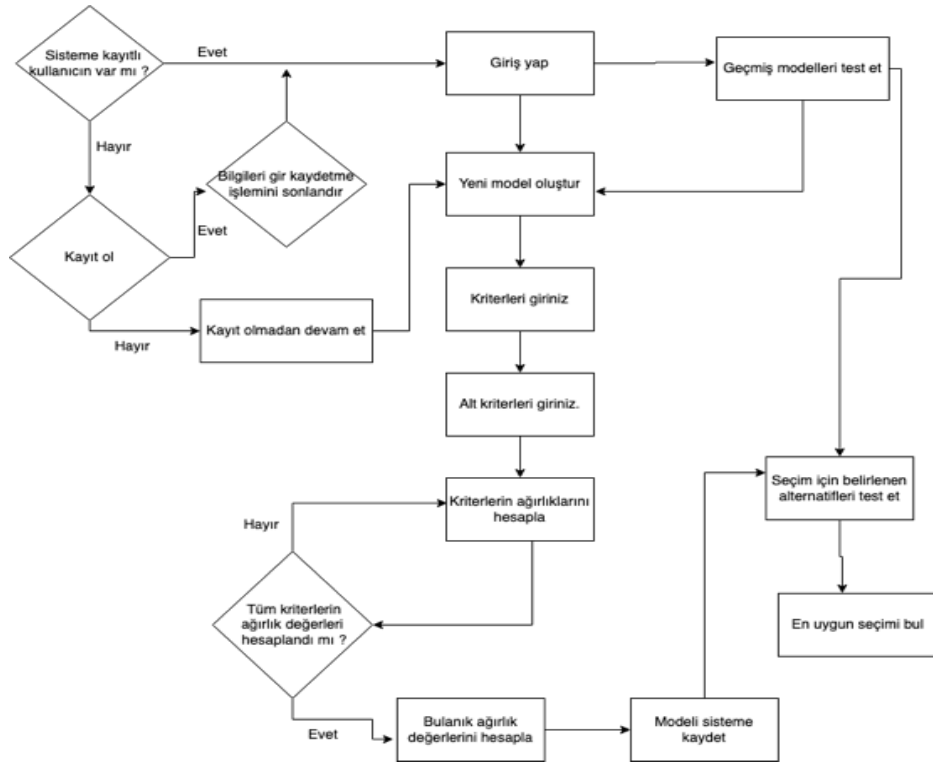 Sisteme kayıtlı
kullanıcın var mı ?
Evet
Giriş yap
Geçmiş modelleri test et
Hayır
Bilgileri gir kaydetme
işlemini sonlandır
Yeni model oluştur
Evet
Kayıt ol
Kriterleri giriniz
Kayıt olmadan devam et
Hayır
Alt kriterleri giriniz.
Seçim için belirlenen
alternatifleri test et
Kriterlerin ağırlıklarını
hesapla
Hayır
Tüm kriterlerin
ağırlık değerleri
hesaplandı mı ?
En uygun seçimi bul
Evet
Bulanık ağırlık
değerlerini hesapla
Modeli sisteme
kaydet